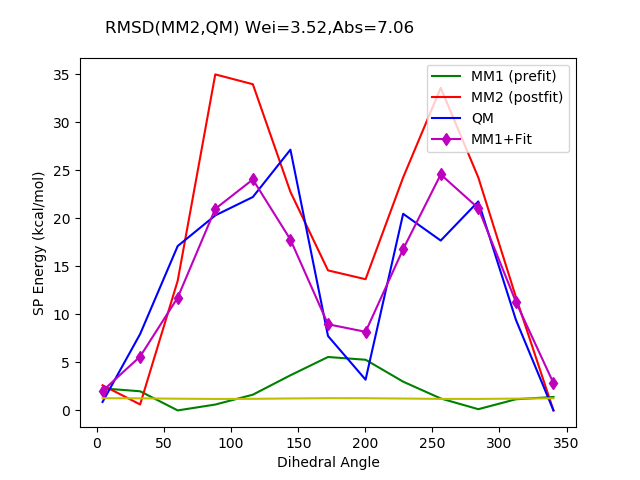 RMSD(MM2,QM) Wei=3.52,Abs=7.06
MM1 (prefit)
MM2 (postfit)
QM
MM1+Fit
SP Energy (kcal/mol)
35
30
25
20
15
10
5
0
0 50 100 150 200 250 300 350
Dihedral Angle